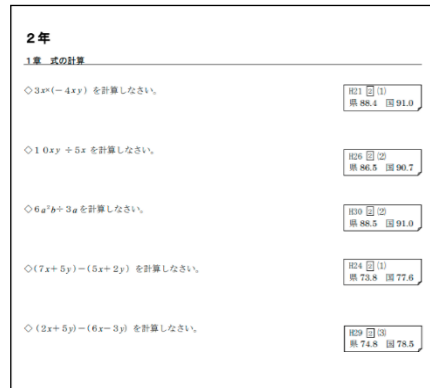 2年
1章 式の計算
◇3x×(－4xy) を計算しなさい。
H21 2 (1)
県 88.4 国 91.0
◇10xy ÷5x を計算しなさい。
H26 2 (2)
県 86.5 国 90.7
◇6a²b÷3a を計算しなさい。
H30 2 (2)
県 88.5 国 91.0
◇(7x＋5y)－(5x＋2y) を計算しなさい。
H24 2 (1)
県 73.8 国 77.6
◇(2x＋5y)－(6x－3y) を計算しなさい。
H29 2 (3)
県 74.8 国 78.5